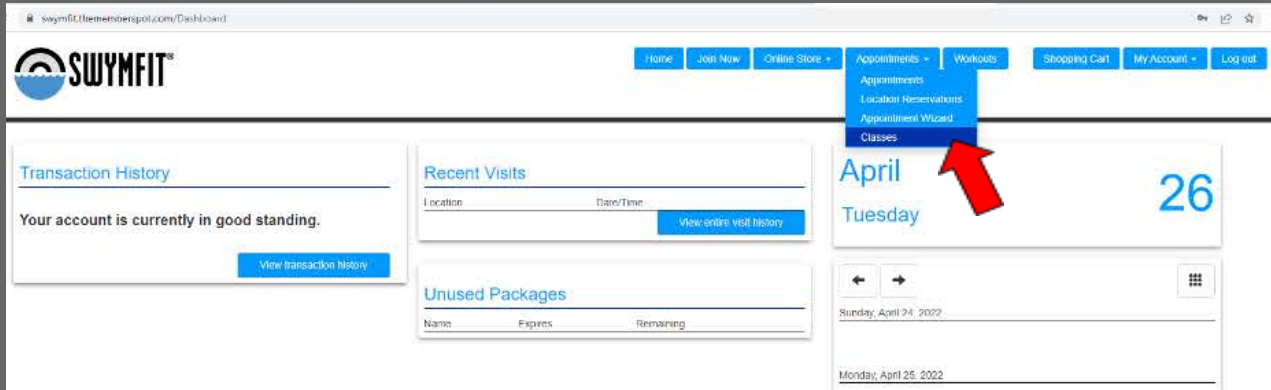 swymfit.thememberspot.com/Dashboard
SWYMFIT®
Home Join Now Online Store Appointments Workouts Shopping Cart My Account Log out
Appointments
Location Reservations
Appointment Wizard
Classes
Transaction History
Your account is currently in good standing.
View transaction history
Recent Visits
Location Date/Time
View entire visit history
Unused Packages
Name Expires Remaining
April
Tuesday
26
Sunday, April 24, 2022
Monday, April 25, 2022